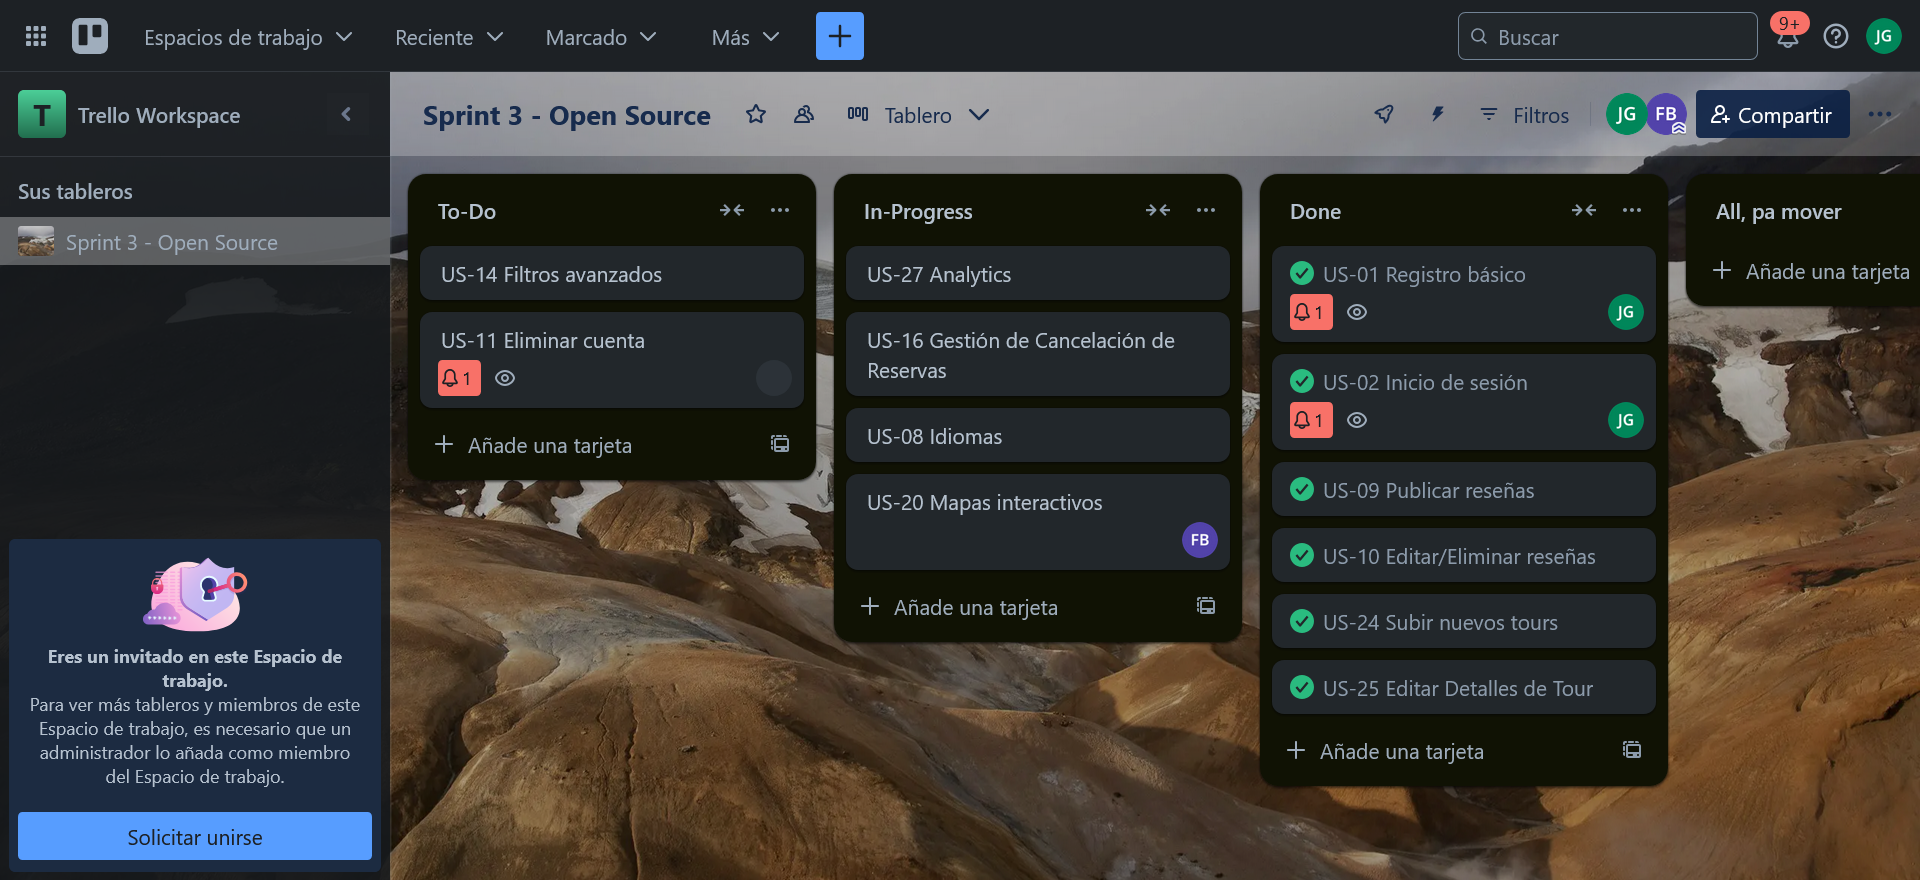 Espacios de trabajo
Reciente
Marcado
Más
Buscar
9+
JG
T
Trello Workspace
Sprint 3 - Open Source
Tablero
Filtros
JG
FB
Compartir
Sus tableros
Sprint 3 - Open Source
Eres un invitado en este Espacio de
trabajo.
Para ver más tableros y miembros de este
Espacio de trabajo, es necesario que un
administrador lo añada como miembro
del Espacio de trabajo.
Solicitar unirse
To-Do
US-14 Filtros avanzados
US-11 Eliminar cuenta
1
Añade una tarjeta
In-Progress
US-27 Analytics
US-16 Gestión de Cancelación de
Reservas
US-08 Idiomas
US-20 Mapas interactivos
FB
Añade una tarjeta
Done
US-01 Registro básico
1
JG
US-02 Inicio de sesión
1
JG
US-09 Publicar reseñas
US-10 Editar/Eliminar reseñas
US-24 Subir nuevos tours
US-25 Editar Detalles de Tour
Añade una tarjeta
All, pa mover
Añade una tarjeta